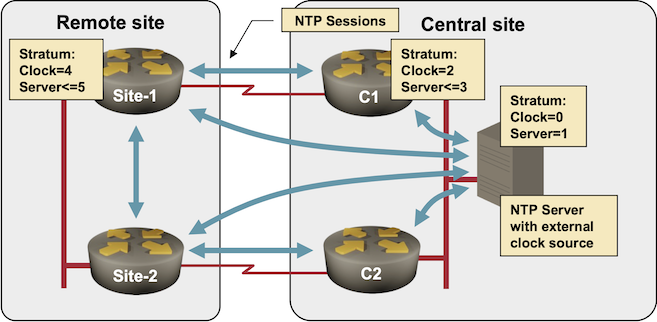 Remote site
NTP Sessions
Central site
Stratum:
Clock=4
Server<=5
Site-1
C1
Stratum:
Clock=2
Server<=3
Stratum:
Clock=0
Server=1
NTP Server
with external
clock source
Site-2
C2